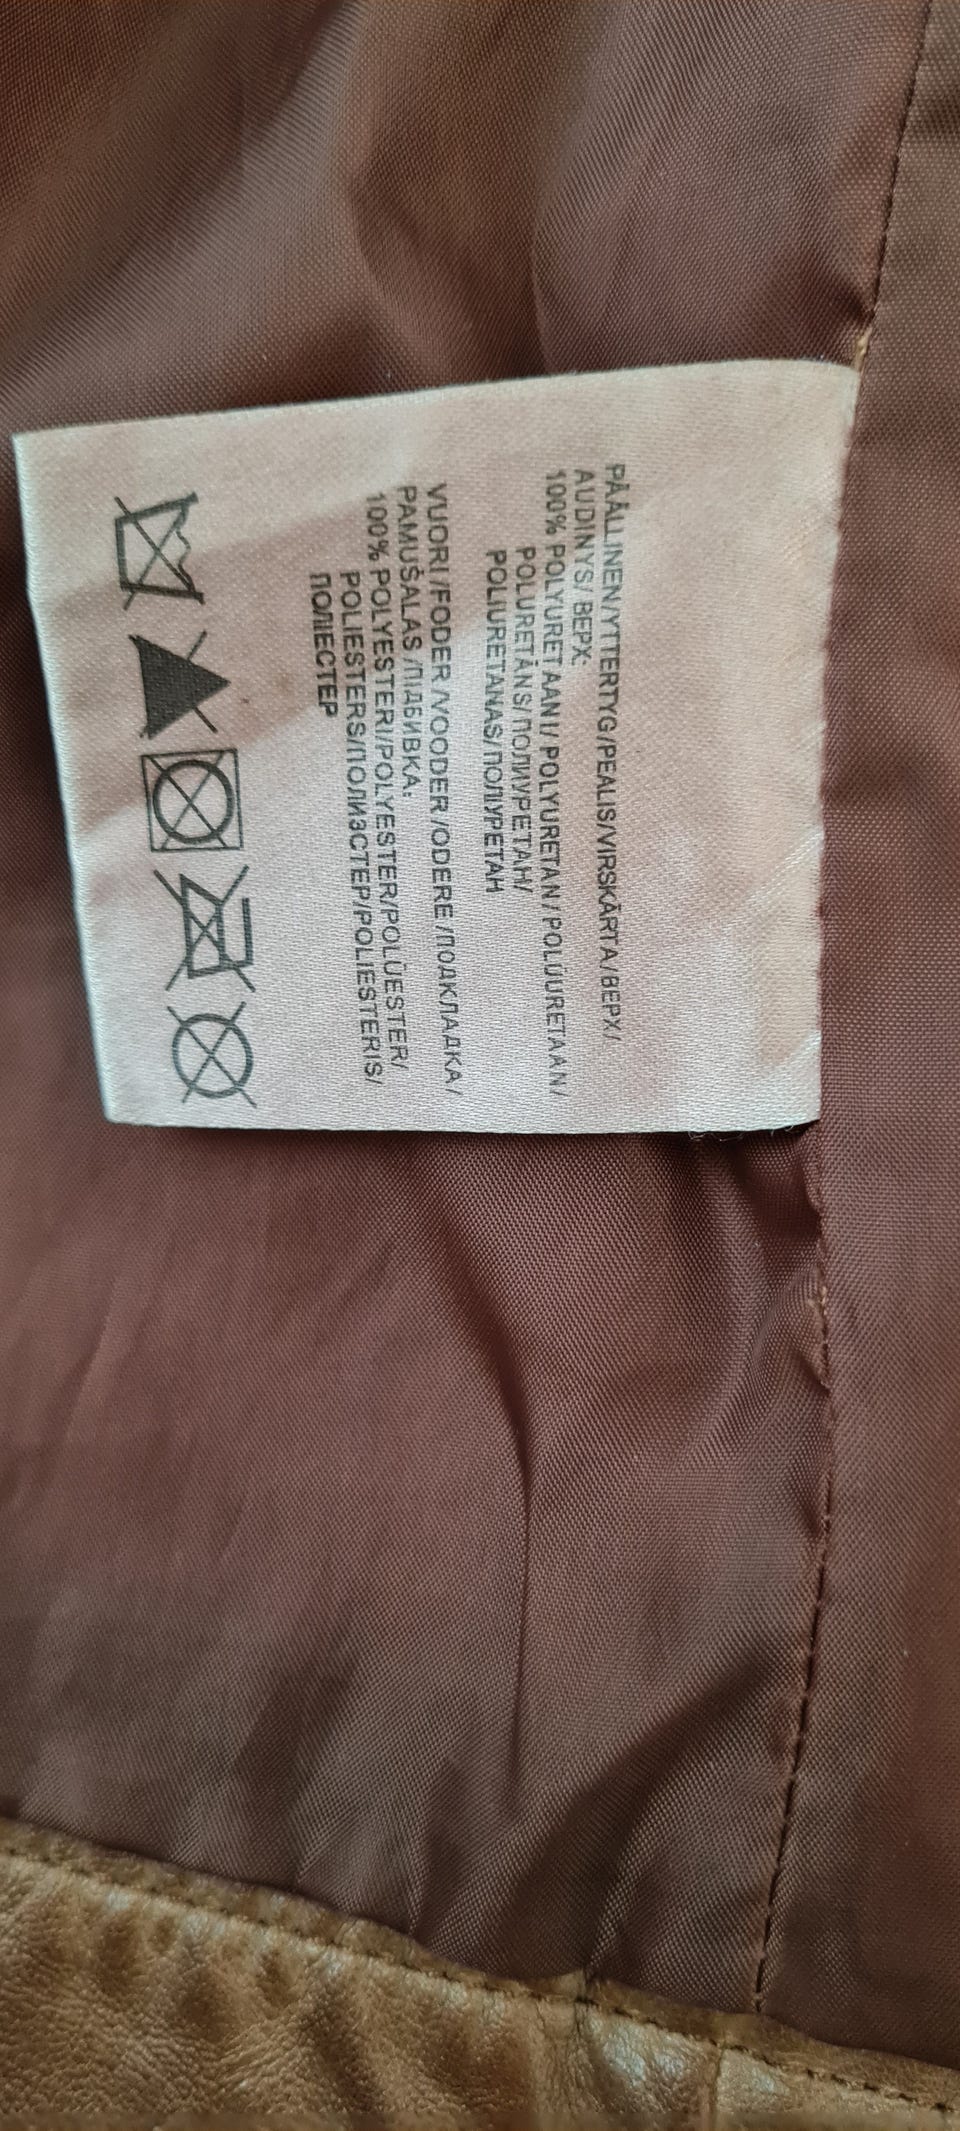 PÄÄLLINEN/YTTERTYG/PEALIS/VIRSKĀRTA/ВЕРХ/
AUDINYS/ ВЕРХ:
100% POLYURETAANI/ POLYURETAN/POLÜURETAAN/
POLURETĀNS/ПОЛИУРЕТАН/
POLIURETANAS/ПОЛІУРЕТАН
VUORI/FODER/VOODER/ODERE/ПОДКЛАДКА/
PAMUŠALAS/ПІДБИВКА:
100% POLYESTERI/POLYESTER/POLÜESTER/
POLIESTERS/ПОЛИЭСТЕР/POLIESTERIS/
ПОЛІЕСТЕР